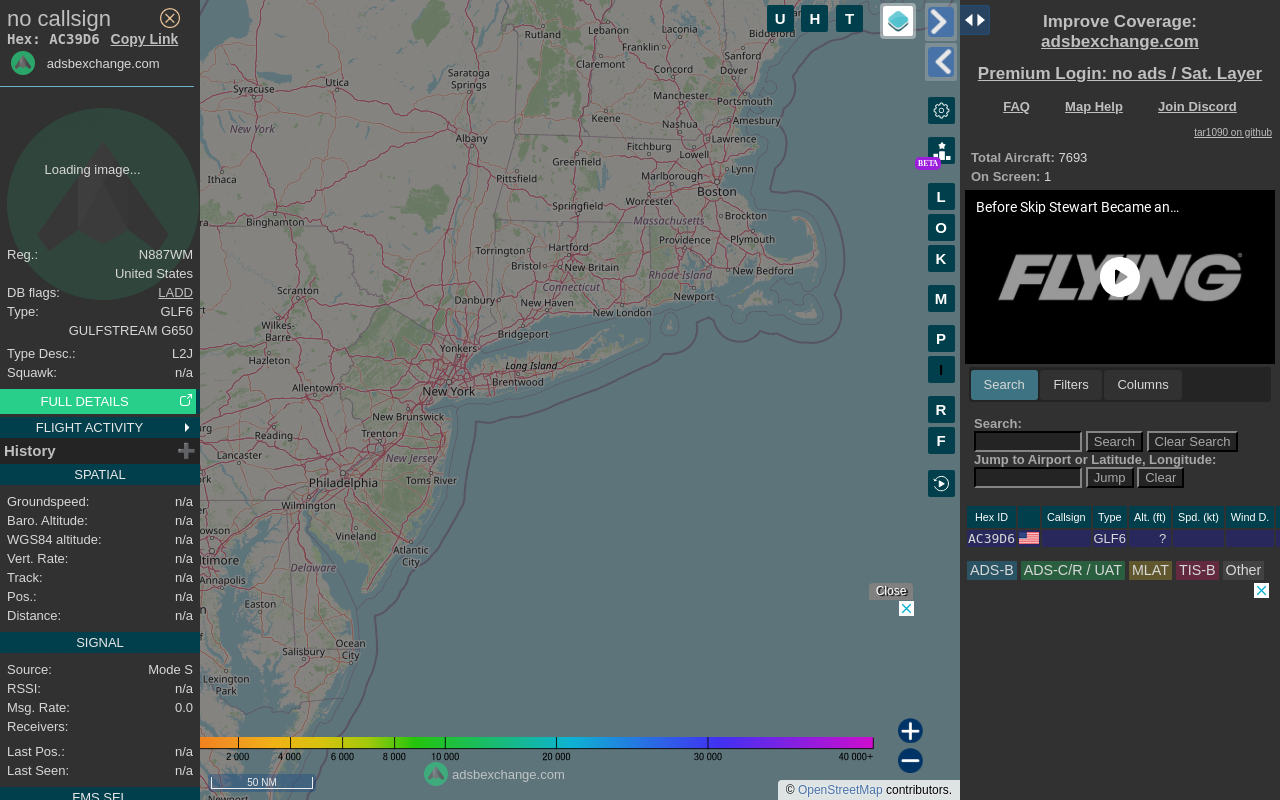 no callsign
Hex: AC39D6 Copy Link
adsbexchange.com
Loading image...
Reg.: N887WM
United States
DB flags: LADD
Type: GLF6
GULFSTREAM G650
Type Desc.: L2J
Squawk: n/a
FULL DETAILS
FLIGHT ACTIVITY
History
SPATIAL
Groundspeed: n/a
Baro. Altitude: n/a
WGS84 altitude: n/a
Vert. Rate: n/a
Track: n/a
Pos.: n/a
Distance: n/a
SIGNAL
Source: Mode S
RSSI: n/a
Msg. Rate: 0.0
Receivers:
Last Pos.: n/a
Last Seen: n/a
FMS SEL
U H T
Rutland
Lebanon
Laconia
Biddeford
Franklin
Claremont
Sanford
Dover
Concord
Saratoga
Springs
Utica
Syracuse
Manchester
Portsmouth
Amesbury
Keene
Nashua
New York
Albany
Lawrence
Fitchburg
Lowell
Greenfield
Lynn
Ithaca
Pittsfield
Marlborough
Boston
Worcester
Springfield
Binghamton
Massachusetts
Brockton
Providence
Plymouth
Torrington
Hartford
Bristol
New Britain
Rhode Island
New Bedford
Scranton
Connecticut
Danbury
New Haven
Newport
New London
Wilkes-
Barre
Bridgeport
Yonkers
Hazleton
Long Island
Brentwood
Allentown
New York
New Brunswick
Reading
Trenton
Lancaster
New Jersey
Toms River
Philadelphia
Wilmington
Vineland
Atlantic
City
Annapolis
Delaware
Easton
Ocean
City
Salisbury
Lexington
Park
BETA
L
O
K
M
P
I
R
F
Close
2 000 4 000 6 000 8 000 10 000 20 000 30 000 40 000+
50 NM
adsbexchange.com
© OpenStreetMap contributors.
Improve Coverage:
adsbexchange.com
Premium Login: no ads / Sat. Layer
FAQ Map Help Join Discord
tar1090 on github
Total Aircraft: 7693
On Screen: 1
Before Skip Stewart Became an…
FLYING
Search Filters Columns
Search:
Search Clear Search
Jump to Airport or Latitude, Longitude:
Jump Clear
Hex ID Callsign Type Alt. (ft) Spd. (kt) Wind D.
AC39D6 GLF6 ?
ADS-B ADS-C/R / UAT MLAT TIS-B Other